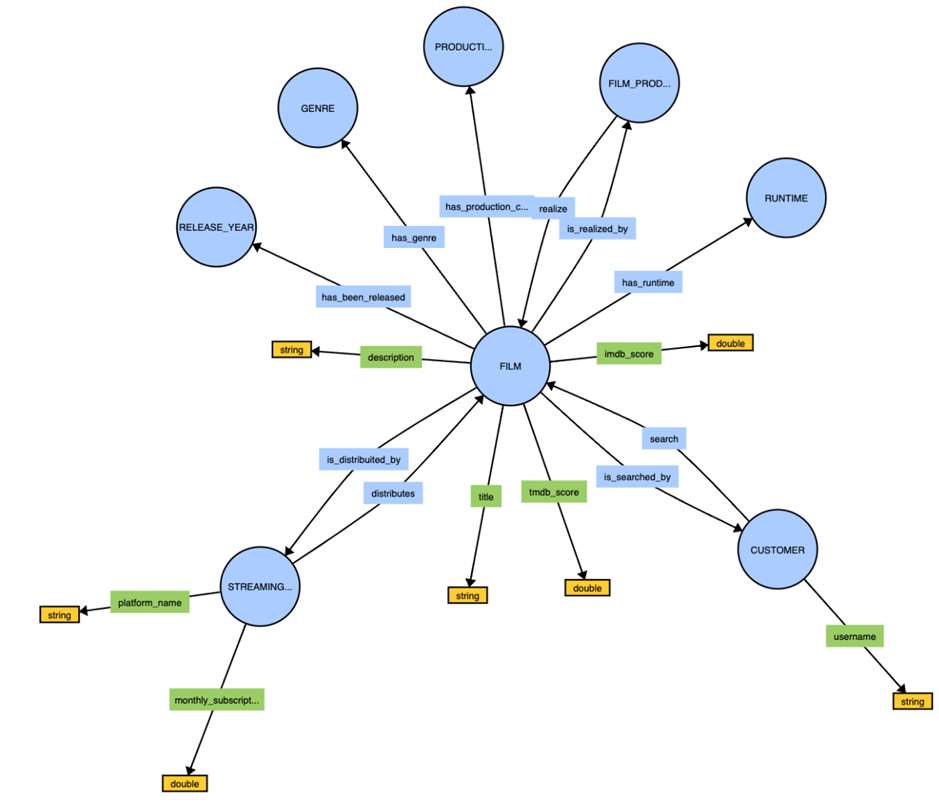 PRODUCTI...
FILM_PROD...
GENRE
RUNTIME
RELEASE_YEAR
has_production_c...
realize
is_realized_by
has_genre
has_runtime
has_been_released
string
description
imdb_score
double
FILM
search
is_distribuited_by
is_searched_by
distributes
title
tmdb_score
CUSTOMER
STREAMING...
string
double
platform_name
string
username
monthly_subscript...
string
double